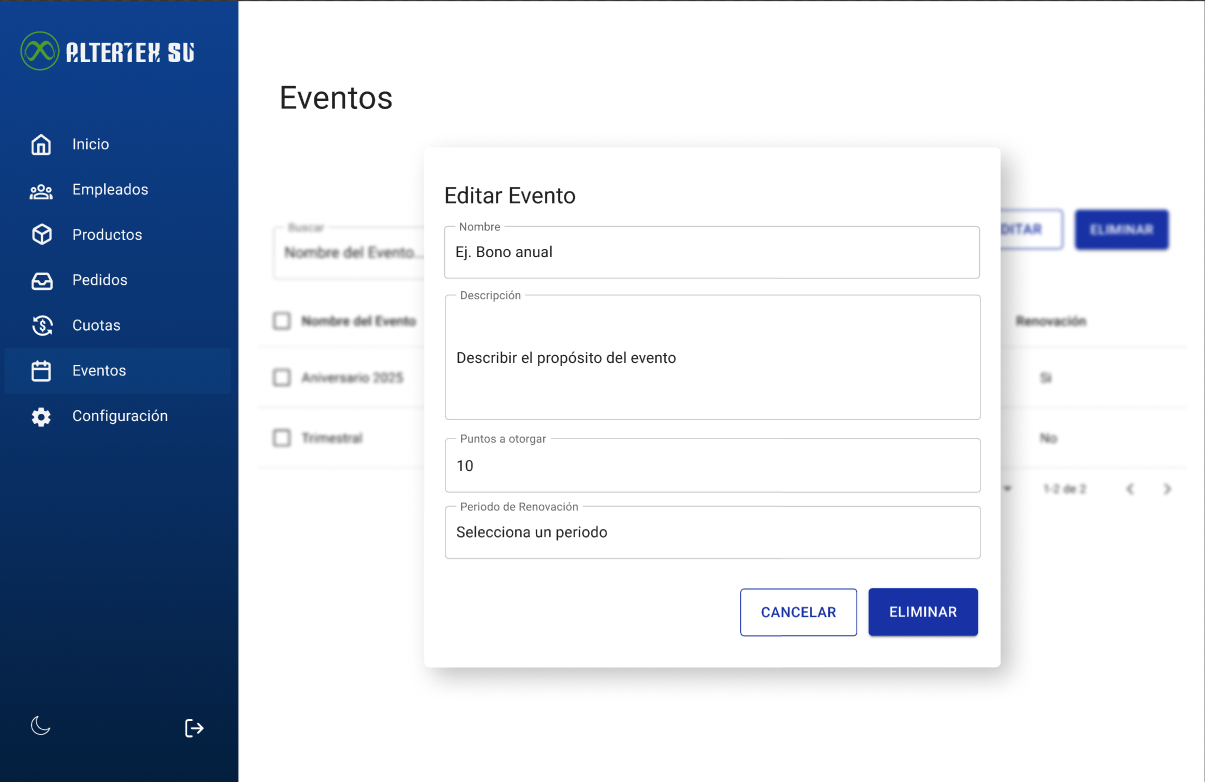 ALTERTEX SU
Inicio
Empleados
Productos
Pedidos
Cuotas
Eventos
Configuración
Eventos
Buscar
Nombre del Evento...
DITAR
ELIMINAR
Nombre del Evento
Renovación
Aniversario 2025
Si
Trimestral
No
1-2 de 2
Editar Evento
Nombre
Ej. Bono anual
Descripción
Describir el propósito del evento
Puntos a otorgar
10
Periodo de Renovación
Selecciona un periodo
CANCELAR
ELIMINAR